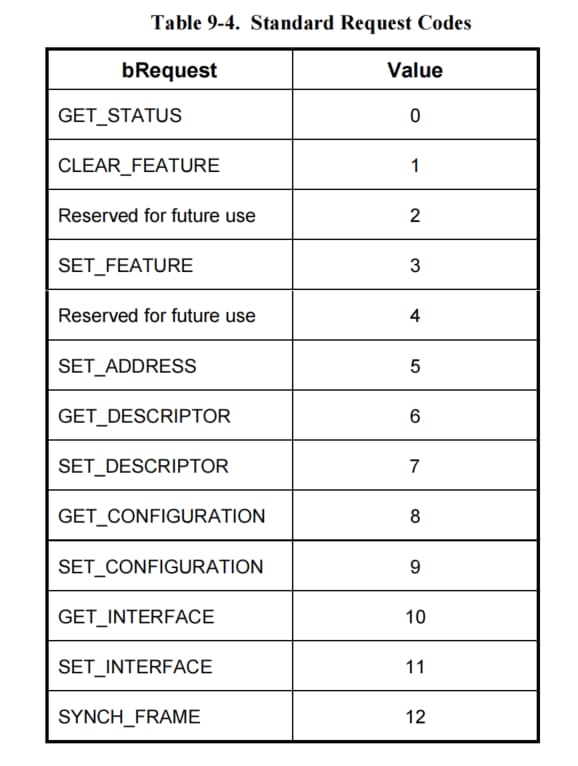 Table 9-4. Standard Request Codes
bRequest Value
GET_STATUS 0
CLEAR_FEATURE 1
Reserved for future use 2
SET_FEATURE 3
Reserved for future use 4
SET_ADDRESS 5
GET_DESCRIPTOR 6
SET_DESCRIPTOR 7
GET_CONFIGURATION 8
SET_CONFIGURATION 9
GET_INTERFACE 10
SET_INTERFACE 11
SYNCH_FRAME 12